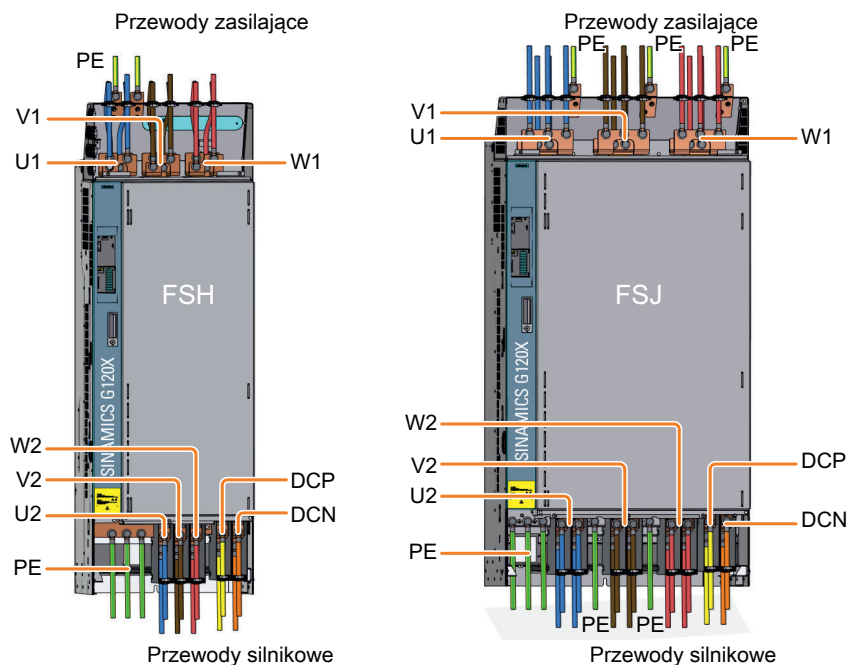 Przewody zasilające
PE
V1
U1
W1
FSH
SINAMICS G120X
W2
V2
U2
DCP
DCN
PE
Przewody silnikowe
Przewody zasilające
PE
PE
PE
V1
U1
W1
FSJ
SINAMICS G120X
W2
V2
U2
DCP
DCN
PE
PE
PE
Przewody silnikowe